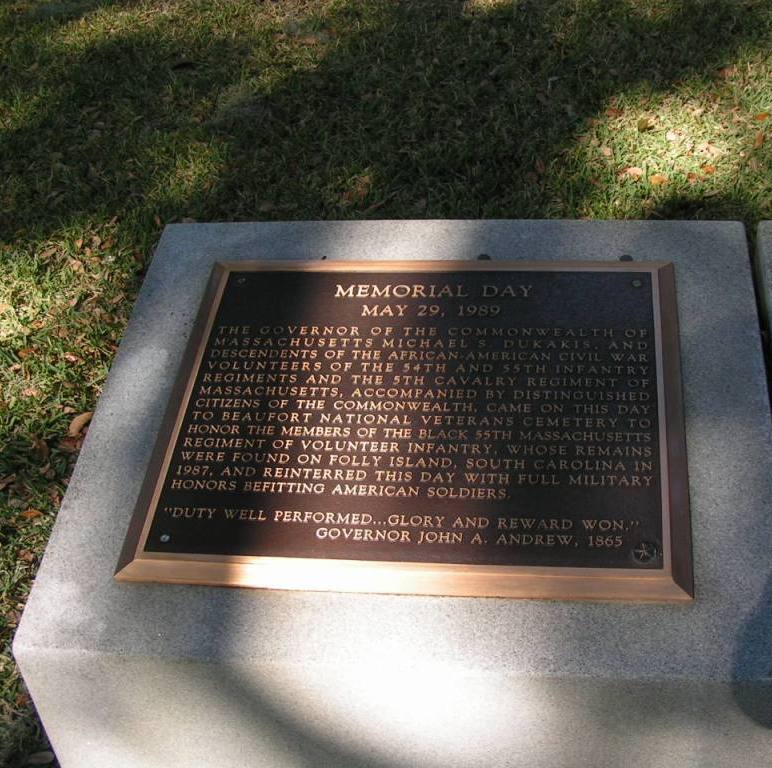 MEMORIAL DAY
MAY 29, 1989
THE GOVERNOR OF THE COMMONWEALTH OF
MASSACHUSETTS MICHAEL S. DUKAKIS, AND
DESCENDENTS OF THE AFRICAN-AMERICAN CIVIL WAR
VOLUNTEERS OF THE 54TH AND 55TH INFANTRY
REGIMENTS AND THE 5TH CAVALRY REGIMENT OF
MASSACHUSETTS, ACCOMPANIED BY DISTINGUISHED
CITIZENS OF THE COMMONWEALTH, CAME ON THIS DAY
TO BEAUFORT NATIONAL VETERANS CEMETERY TO
HONOR THE MEMBERS OF THE BLACK 55TH MASSACHUSETTS
REGIMENT OF VOLUNTEER INFANTRY, WHOSE REMAINS
WERE FOUND ON FOLLY ISLAND, SOUTH CAROLINA IN
1987, AND REINTERRED THIS DAY WITH FULL MILITARY
HONORS BEFITTING AMERICAN SOLDIERS.
"DUTY WELL PERFORMED...GLORY AND REWARD WON."
GOVERNOR JOHN A. ANDREW, 1865